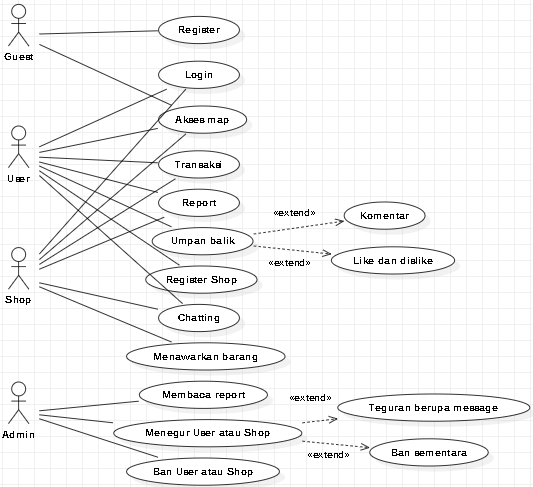 Guest
Register
Login
Akses map
User
Transaksi
Report
Umpan balik
«extend»
Komentar
«extend»
Like dan dislike
Register Shop
Shop
Chatting
Menawarkan barang
Admin
Membaca report
Menegur User atau Shop
«extend»
Teguran berupa message
«extend»
Ban sementara
Ban User atau Shop